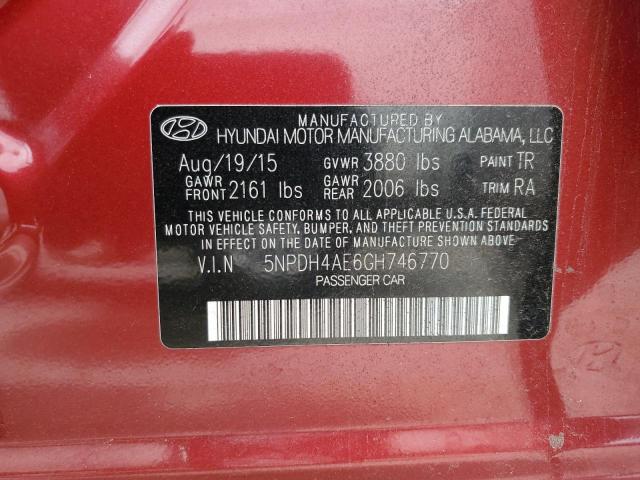 MANUFACTURED BY
HYUNDAI MOTOR MANUFACTURING ALABAMA, LLC
Aug/19/15 GVWR 3880 lbs PAINT TR
GAWR FRONT 2161 lbs GAWR REAR 2006 lbs TRIM RA
THIS VEHICLE CONFORMS TO ALL APPLICABLE U.S.A. FEDERAL
MOTOR VEHICLE SAFETY, BUMPER, AND THEFT PREVENTION STANDARDS
IN EFFECT ON THE DATE OF MANUFACTURE SHOWN ABOVE.
V.I.N 5NPDH4AE6GH746770
PASSENGER CAR